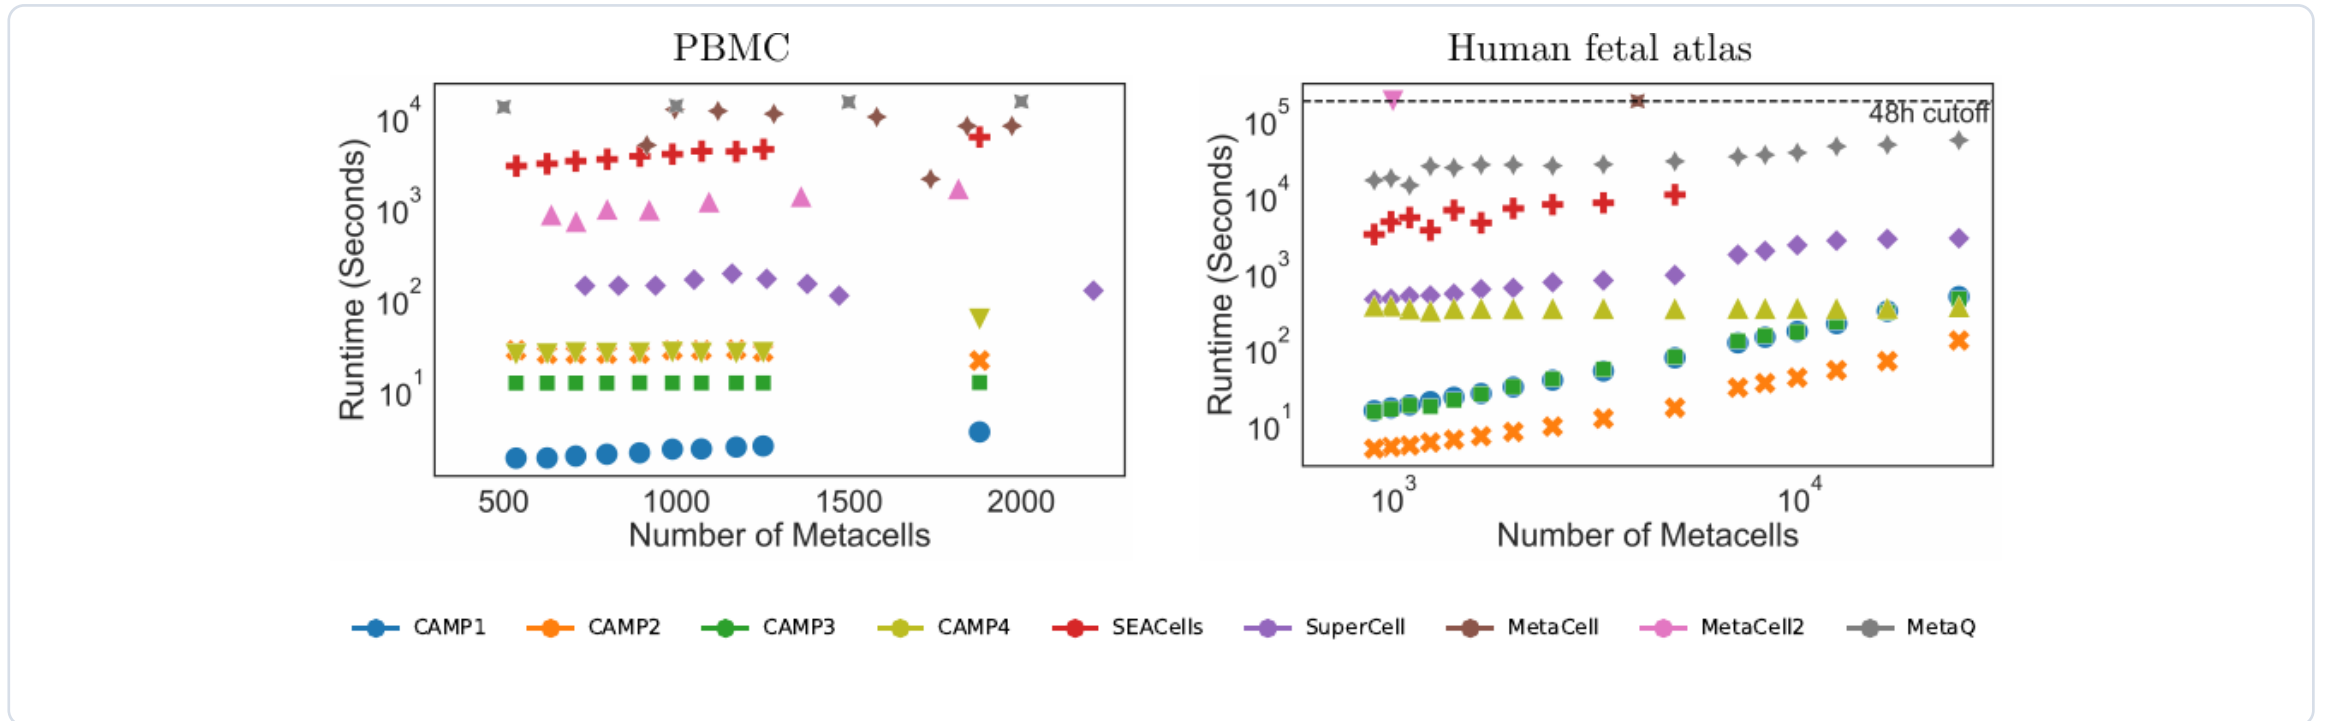 PBMC
Runtime (Seconds)
10^4
10^3
10^2
10^1
500 1000 1500 2000
Number of Metacells
Human fetal atlas
Runtime (Seconds)
10^5
10^4
10^3
10^2
10^1
48h cutoff
10^3 10^4
Number of Metacells
CAMP1 CAMP2 CAMP3 CAMP4 SEACells SuperCell MetaCell MetaCell2 MetaQ